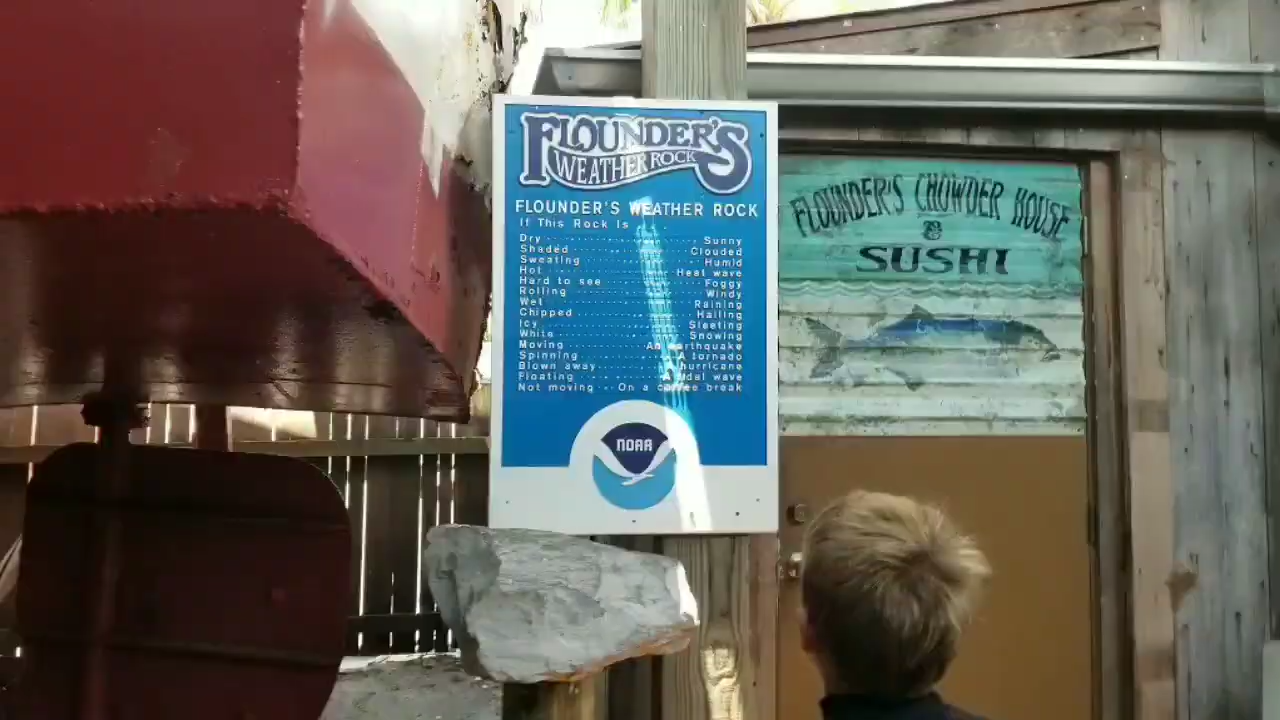 FLOUNDER'S
WEATHER ROCK
FLOUNDER'S WEATHER ROCK
If This Rock Is
Dry Sunny
Shaded Clouded
Sweating Humid
Hot Heat wave
Hard to see Foggy
Rolling Windy
Wet Raining
Chipped Hailing
Icy Sleeting
White Snowing
Moving An earthquake
Spinning A tornado
Blown away hurricane
Floating A tidal wave
Not moving On a coffee break
NOAA
FLOUNDER'S CHOWDER HOUSE
&
SUSHI